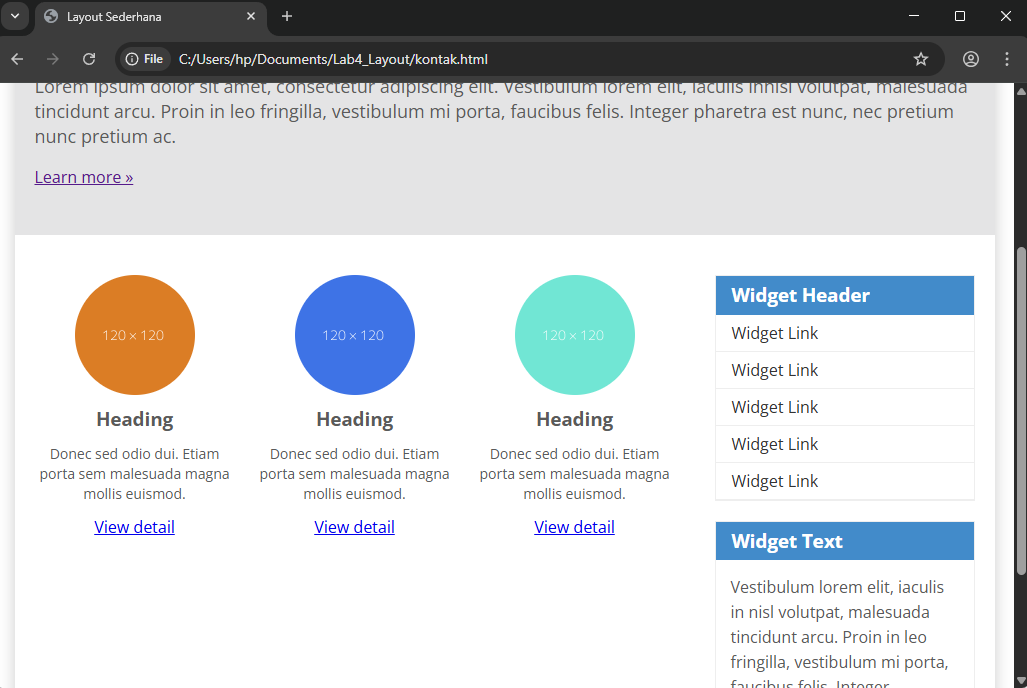 Layout Sederhana
File C:/Users/hp/Documents/Lab4_Layout/kontak.html
Lorem ipsum dolor sit amet, consectetur adipiscing elit. Vestibulum lorem elit, iaculis innisl volutpat, malesuada
tincidunt arcu. Proin in leo fringilla, vestibulum mi porta, faucibus felis. Integer pharetra est nunc, nec pretium
nunc pretium ac.
Learn more »
120 × 120
Heading
Donec sed odio dui. Etiam
porta sem malesuada magna
mollis euismod.
View detail
120 × 120
Heading
Donec sed odio dui. Etiam
porta sem malesuada magna
mollis euismod.
View detail
120 × 120
Heading
Donec sed odio dui. Etiam
porta sem malesuada magna
mollis euismod.
View detail
Widget Header
Widget Link
Widget Link
Widget Link
Widget Link
Widget Link
Widget Text
Vestibulum lorem elit, iaculis
in nisl volutpat, malesuada
tincidunt arcu. Proin in leo
fringilla, vestibulum mi porta,
faucibus felis. Integer